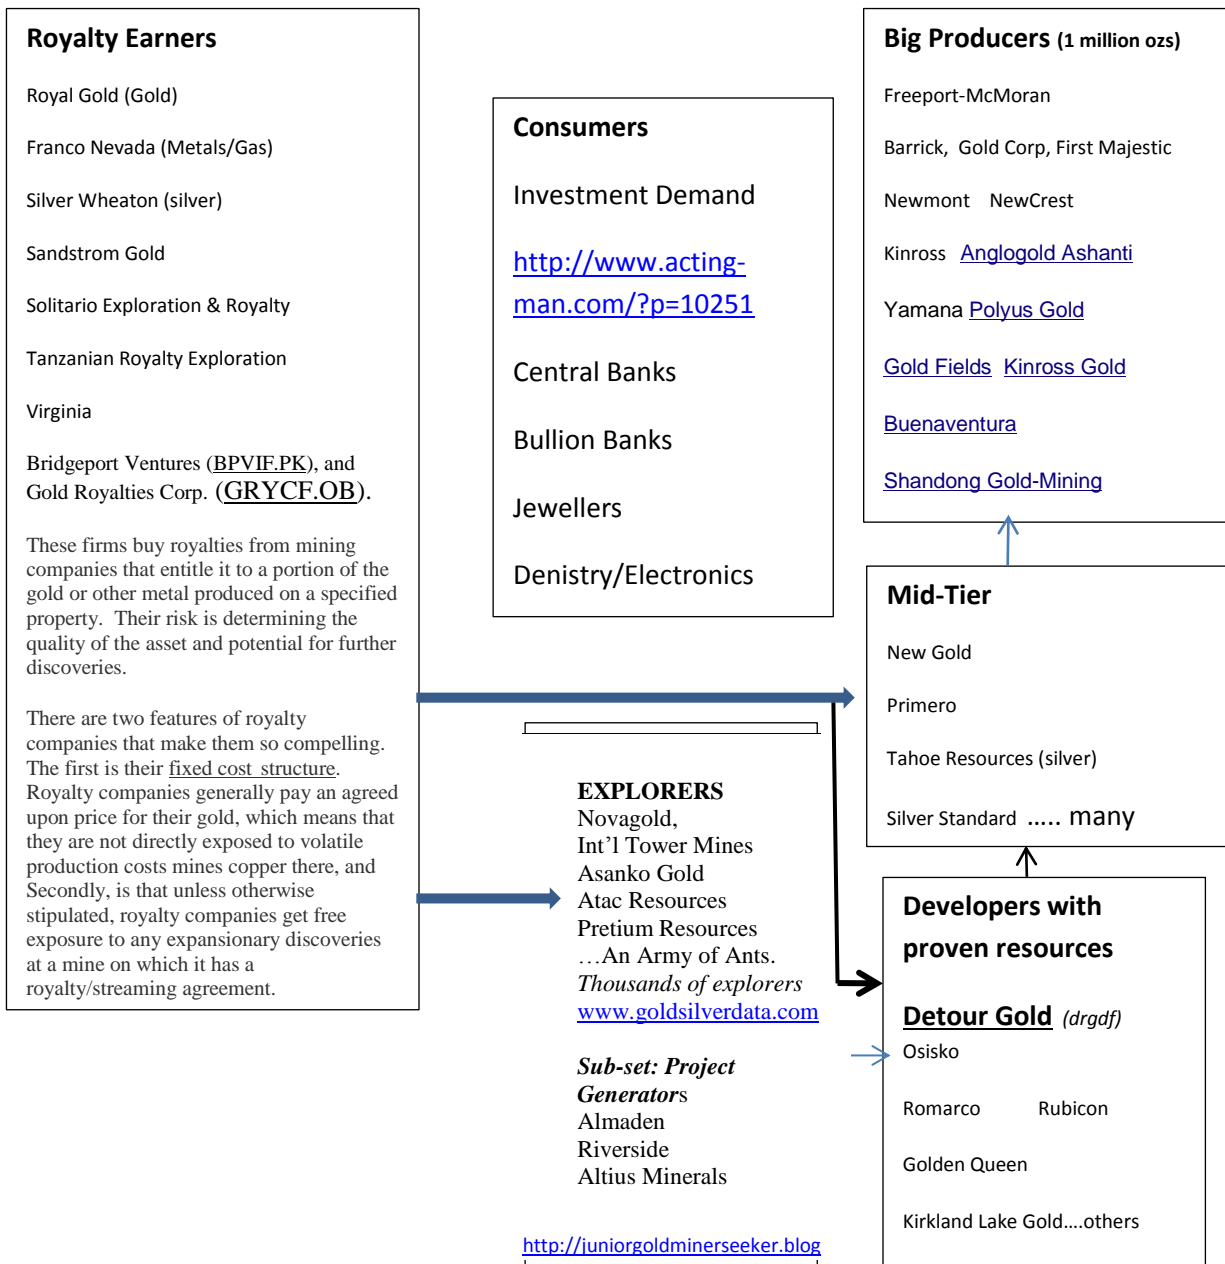 Royalty Earners
Royal Gold (Gold)
Franco Nevada (Metals/Gas)
Silver Wheaton (silver)
Sandstrom Gold
Solitario Exploration & Royalty
Tanzanian Royalty Exploration
Virginia
Bridgeport Ventures (BPVIF.PK), and
Gold Royalties Corp. (GRYCF.OB).
These firms buy royalties from mining
companies that entitle it to a portion of the
gold or other metal produced on a specified
property.  Their risk is determining the
quality of the asset and potential for further
discoveries.
There are two features of royalty
companies that make them so compelling.
The first is their fixed cost structure.
Royalty companies generally pay an agreed
upon price for their gold, which means that
they are not directly exposed to volatile
production costs mines copper there, and
Secondly, is that unless otherwise
stipulated, royalty companies get free
exposure to any expansionary discoveries
at a mine on which it has a
royalty/streaming agreement.
Consumers
Investment Demand
http://www.acting-
man.com/?p=10251
Central Banks
Bullion Banks
Jewellers
Denistry/Electronics
EXPLORERS
Novagold,
Int’l Tower Mines
Asanko Gold
Atac Resources
Pretium Resources
…An Army of Ants.
Thousands of explorers
www.goldsilverdata.com
Sub-set: Project
Generators
Almaden
Riverside
Altius Minerals
http://juniorgoldminerseeker.blog
Big Producers (1 million ozs)
Freeport-McMoran
Barrick,  Gold Corp, First Majestic
Newmont   NewCrest
Kinross   Anglogold Ashanti
Yamana Polyus Gold
Gold Fields  Kinross Gold
Buenaventura
Shandong Gold-Mining
Mid-Tier
New Gold
Primero
Tahoe Resources (silver)
Silver Standard  ….. many
Developers with
proven resources
Detour Gold (drgdf)
Osisko
Romarco          Rubicon
Golden Queen
Kirkland Lake Gold….others